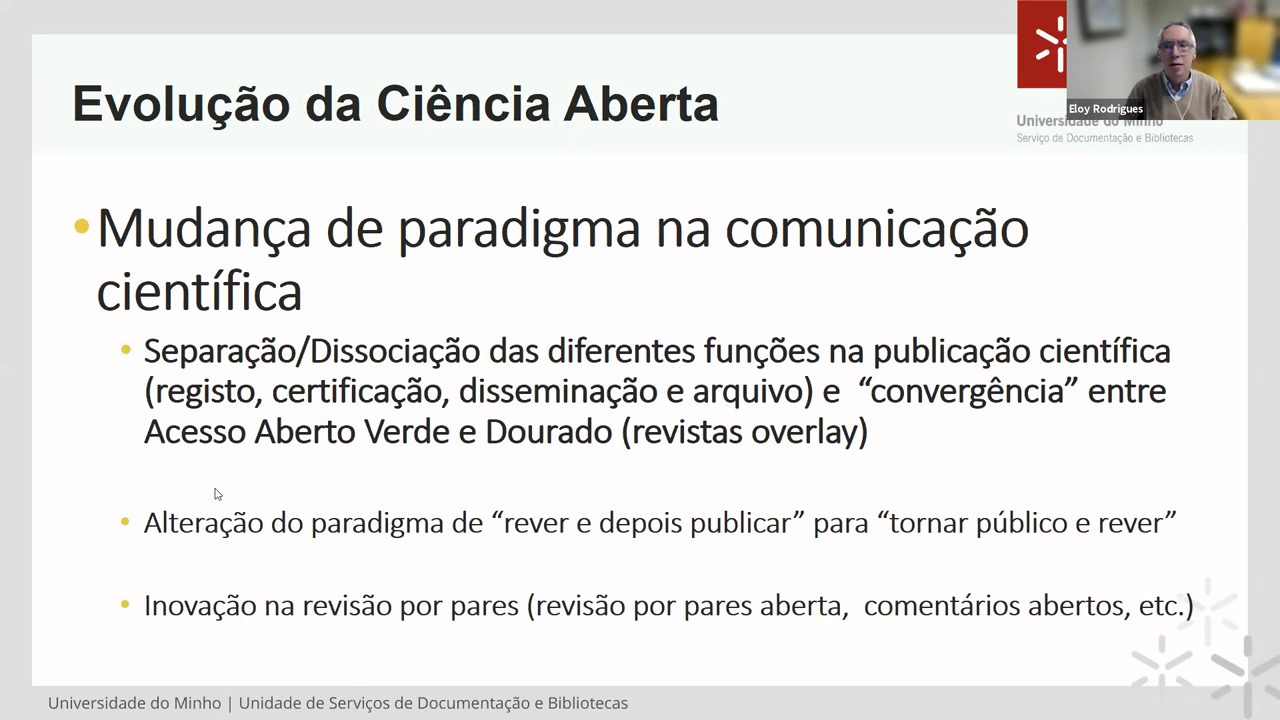 Evolução da Ciência Aberta
Eloy Rodrigues
Universidade do Minho
Serviço de Documentação e Bibliotecas
•Mudança de paradigma na comunicação
científica
• Separação/Dissociação das diferentes funções na publicação científica
(registo, certificação, disseminação e arquivo) e “convergência” entre
Acesso Aberto Verde e Dourado (revistas overlay)
• Alteração do paradigma de “rever e depois publicar” para “tornar público e rever”
• Inovação na revisão por pares (revisão por pares aberta, comentários abertos, etc.)
Universidade do Minho | Unidade de Serviços de Documentação e Bibliotecas